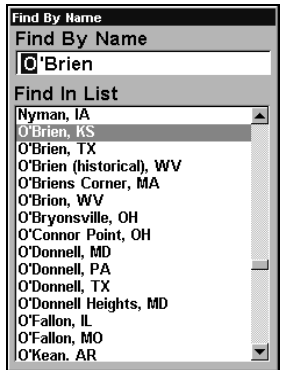 Find By Name
Find By Name
O'Brien
Find In List
Nyman, IA
O'Brien, KS
O'Brien, TX
O'Brien (historical), WV
O'Briens Corner, MA
O'Brion, WV
O'Bryonsville, OH
O'Connor Point, OH
O'Donnell, MD
O'Donnell, PA
O'Donnell, TX
O'Donnell Heights, MD
O'Fallon, IL
O'Fallon, MO
O'Kean, AR